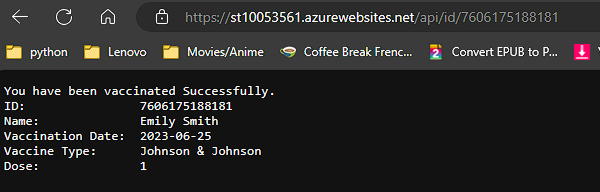 https://st10053561.azurewebsites.net/api/id/7606175188181
python Lenovo Movies/Anime Coffee Break Frenc... Convert EPUB to P...
You have been vaccinated Successfully.
ID: 7606175188181
Name: Emily Smith
Vaccination Date: 2023-06-25
Vaccine Type: Johnson & Johnson
Dose: 1